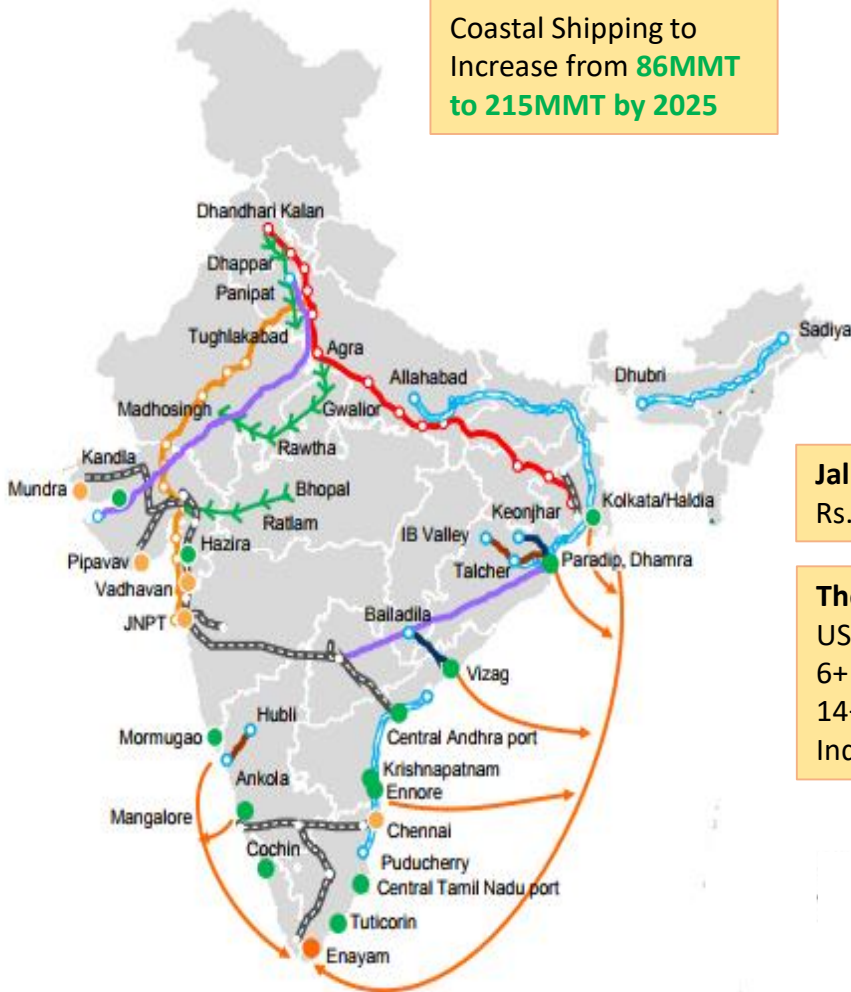 Coastal Shipping to
Increase from 86MMT
to 215MMT by 2025
Dhandhari Kalan
Dhappar
Panipat
Tughlakabad
Agra
Allahabad
Dhubri
Sadiya
Madhosingh
Gwalior
Rawtha
Kandla
Mundra
Bhopal
Ratlam
Kolkata/Haldia
Keonjhar
IB Valley
Hazira
Pipavav
Talcher
Paradip, Dhamra
Vadhavan
JNPT
Bailadila
Vizag
Hubli
Mormugao
Central Andhra port
Ankola
Krishnapatnam
Ennore
Mangalore
Chennai
Cochin
Puducherry
Central Tamil Nadu port
Tuticorin
Enayam
Jal
Rs.
The
US
6+
14
Ind